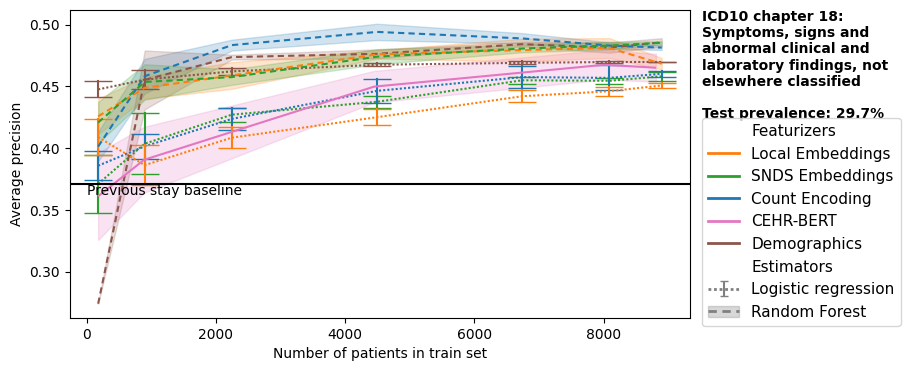 ICD10 chapter 18:
Symptoms, signs and
abnormal clinical and
laboratory findings, not
elsewhere classified
Test prevalence: 29.7%
Featurizers
Local Embeddings
SNDS Embeddings
Count Encoding
CEHR-BERT
Demographics
Estimators
Logistic regression
Random Forest
Average precision
0.50
0.45
0.40
0.35
0.30
Previous stay baseline
0
2000
4000
6000
8000
Number of patients in train set